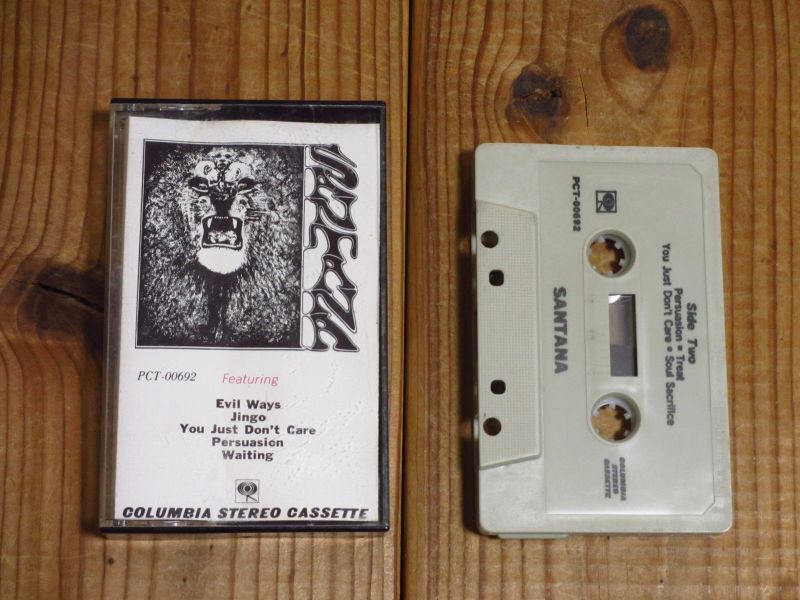 SANTANA
PCT-00692 Featuring
Evil Ways
Jingo
You Just Don't Care
Persuasion
Waiting
COLUMBIA STEREO CASSETTE
PCT-00692
Side Two
Persuasion • Treat
You Just Don't Care • Soul Sacrifice
SANTANA
COLUMBIA
STEREO
CASSETTE